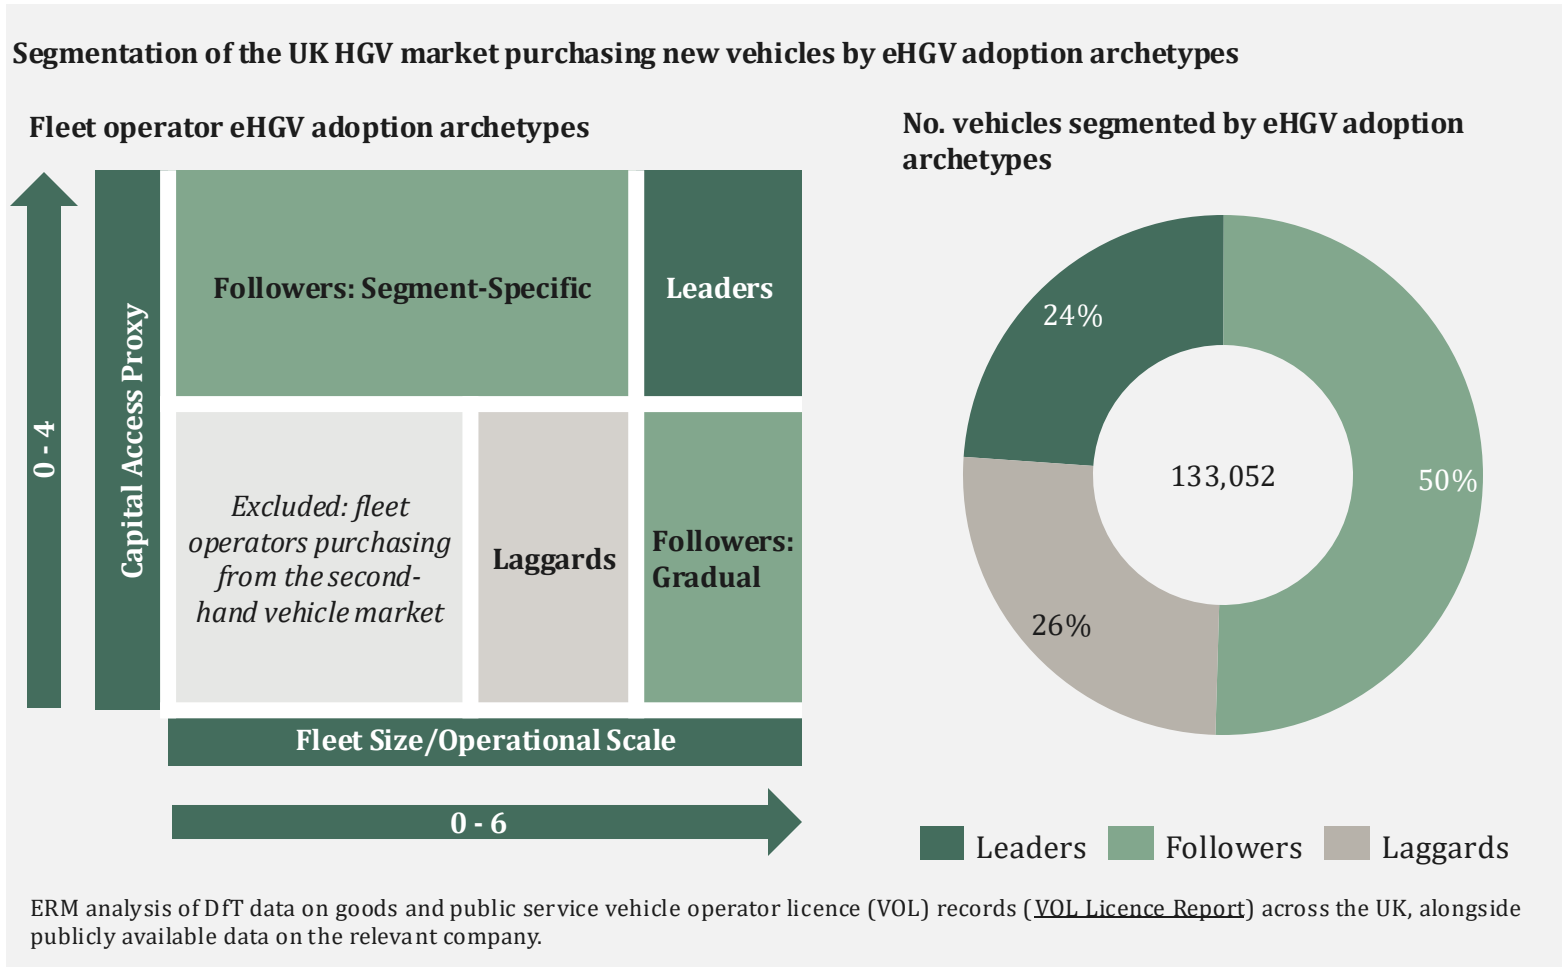 Segmentation of the UK HGV market purchasing new vehicles by eHGV adoption archetypes
Fleet operator eHGV adoption archetypes
0 - 4
Capital Access Proxy
Followers: Segment-Specific
Leaders
Excluded: fleet
operators purchasing
from the second-
hand vehicle market
Laggards
Followers:
Gradual
Fleet Size/Operational Scale
0 - 6
No. vehicles segmented by eHGV adoption
archetypes
24%
50%
26%
133,052
Leaders
Followers
Laggards
ERM analysis of DfT data on goods and public service vehicle operator licence (VOL) records (VOL Licence Report) across the UK, alongside
publicly available data on the relevant company.